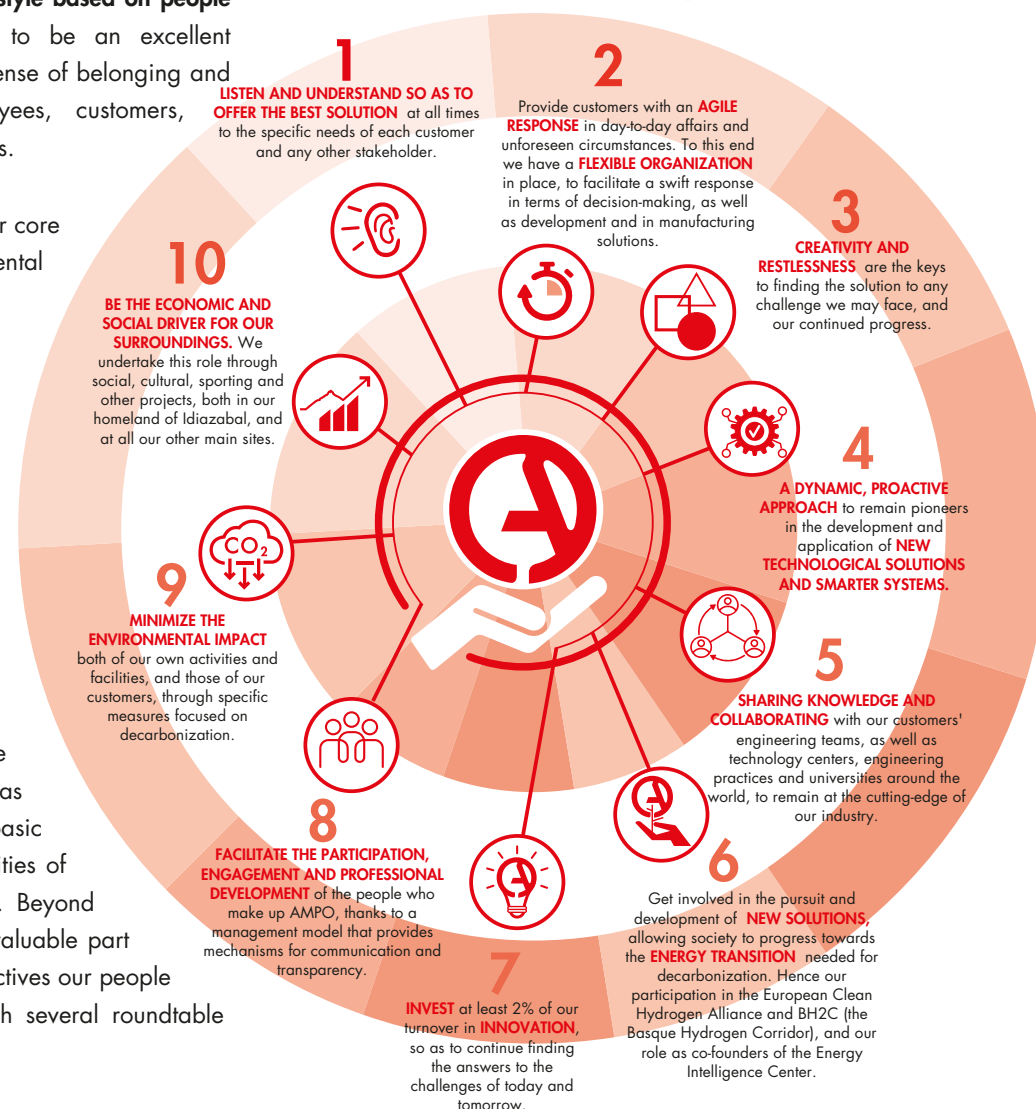 style based on people
to be an excellent
ense of belonging and
yees, customers,
s.
r core
ental
e
as
basic
ities of
. Beyond
valuable part
ctives our people
h several roundtable
1
LISTEN AND UNDERSTAND SO AS TO
OFFER THE BEST SOLUTION at all times
to the specific needs of each customer
and any other stakeholder.
2
Provide customers with an AGILE
RESPONSE in day-to-day affairs and
unforeseen circumstances. To this end
we have a FLEXIBLE ORGANIZATION
in place, to facilitate a swift response
in terms of decision-making, as well
as development and in manufacturing
solutions.
3
CREATIVITY AND
RESTLESSNESS are the keys
to finding the solution to any
challenge we may face, and
our continued progress.
4
A DYNAMIC, PROACTIVE
APPROACH to remain pioneers
in the development and
application of NEW
TECHNOLOGICAL SOLUTIONS
AND SMARTER SYSTEMS.
5
SHARING KNOWLEDGE AND
COLLABORATING with our customers'
engineering teams, as well as
technology centers, engineering
practices and universities around the
world, to remain at the cutting-edge of
our industry.
6
Get involved in the pursuit and
development of NEW SOLUTIONS,
allowing society to progress towards
the ENERGY TRANSITION needed for
decarbonization. Hence our
participation in the European Clean
Hydrogen Alliance and BH2C (the
Basque Hydrogen Corridor), and our
role as co-founders of the Energy
Intelligence Center.
7
INVEST at least 2% of our
turnover in INNOVATION,
so as to continue finding
the answers to the
challenges of today and
tomorrow.
8
FACILITATE THE PARTICIPATION,
ENGAGEMENT AND PROFESSIONAL
DEVELOPMENT of the people who
make up AMPO, thanks to a
management model that provides
mechanisms for communication and
transparency.
9
MINIMIZE THE
ENVIRONMENTAL IMPACT
both of our own activities and
facilities, and those of our
customers, through specific
measures focused on
decarbonization.
10
BE THE ECONOMIC AND
SOCIAL DRIVER FOR OUR
SURROUNDINGS. We
undertake this role through
social, cultural, sporting and
other projects, both in our
homeland of Idiazabal, and
at all our other main sites.
CO₂